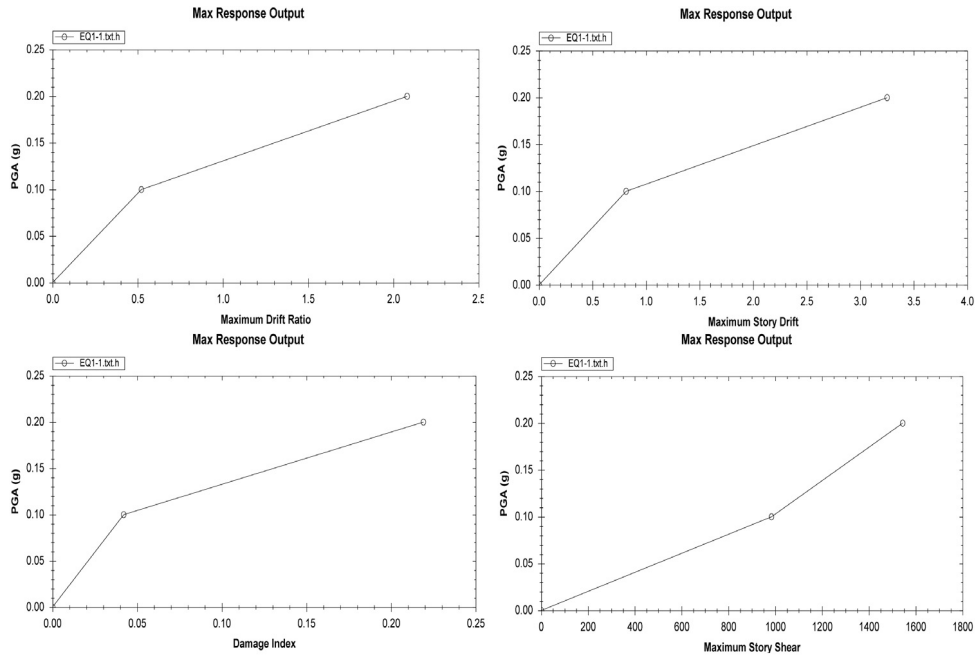 Max Response Output
EQ1-1.txt.h
PGA (g)
0.25
0.20
0.15
0.10
0.05
0.00
0.0 0.5 1.0 1.5 2.0 2.5
Maximum Drift Ratio
Max Response Output
EQ1-1.txt.h
PGA (g)
0.25
0.20
0.15
0.10
0.05
0.00
0.0 0.5 1.0 1.5 2.0 2.5 3.0 3.5 4.0
Maximum Story Drift
Max Response Output
EQ1-1.txt.h
PGA (g)
0.25
0.20
0.15
0.10
0.05
0.00
0.00 0.05 0.10 0.15 0.20 0.25
Damage Index
Max Response Output
EQ1-1.txt.h
PGA (g)
0.25
0.20
0.15
0.10
0.05
0.00
0 200 400 600 800 1000 1200 1400 1600 1800
Maximum Story Shear